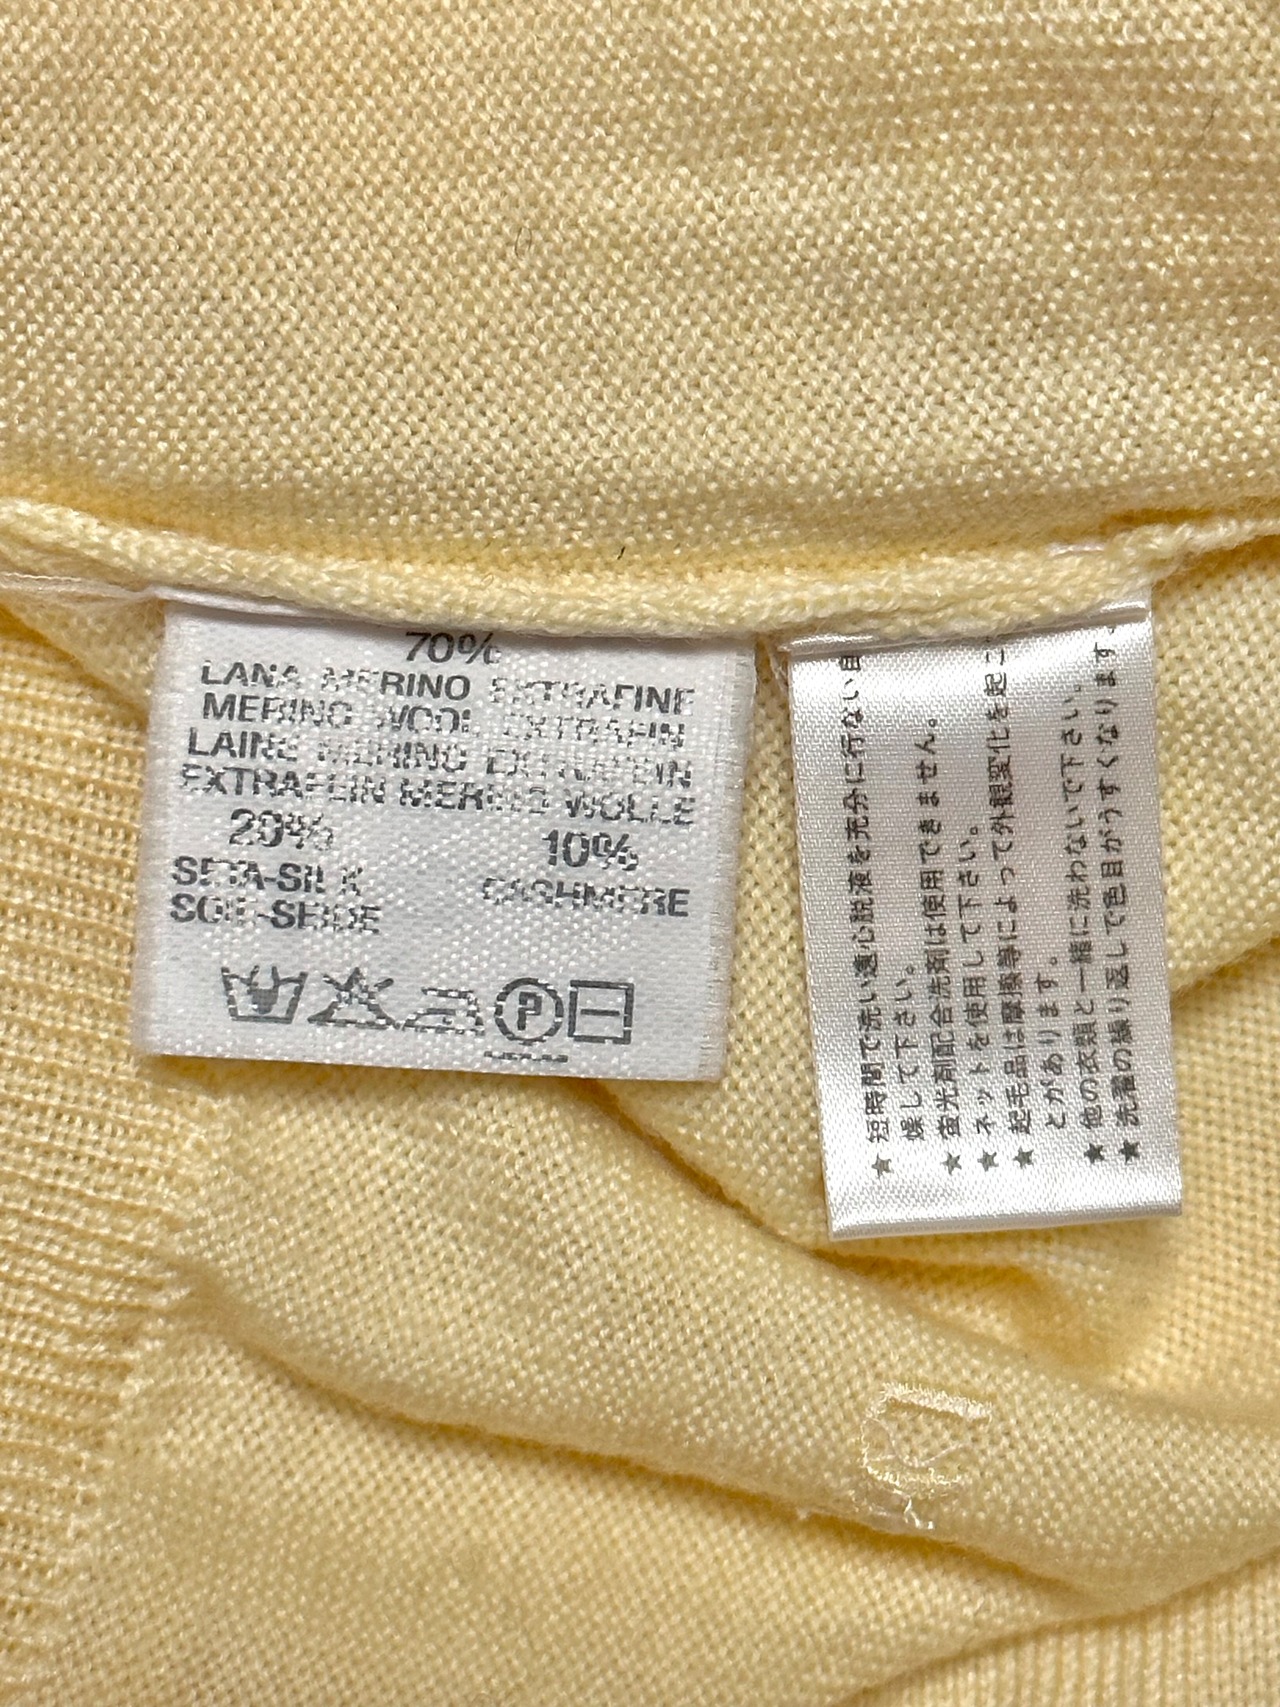 70%
LANA MERINO EXTRAFINE
MERINO WOOL EXTRAFIN
LAINE MERINO EXTRAFEIN
EXTRAFEIN MERINO WOLLE
20%
10%
SETA-SILK
CASHMERE
SOIE-SEIDE
P
★短時間で洗い遠心脱液を充分に行ない自
燥して下さい。
★蛍光剤配合洗剤は使用できません。
★ネットを使用して下さい。
★起毛品は摩擦等によって外観変化を起こ
とがあります。
★他の衣類と一緒に洗わないで下さい。
★洗濯の繰り返しで色目がうすくなります